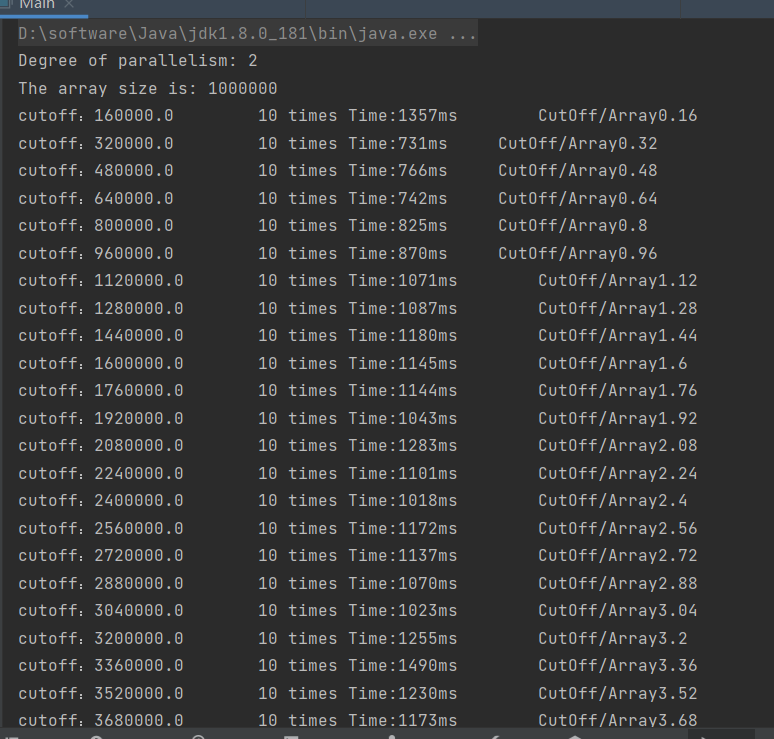 Main
D:\software\Java\jdk1.8.0_181\bin\java.exe ...
Degree of parallelism: 2
The array size is: 1000000
cutoff：160000.0 10 times Time:1357ms CutOff/Array0.16
cutoff：320000.0 10 times Time:731ms CutOff/Array0.32
cutoff：480000.0 10 times Time:766ms CutOff/Array0.48
cutoff：640000.0 10 times Time:742ms CutOff/Array0.64
cutoff：800000.0 10 times Time:825ms CutOff/Array0.8
cutoff：960000.0 10 times Time:870ms CutOff/Array0.96
cutoff：1120000.0 10 times Time:1071ms CutOff/Array1.12
cutoff：1280000.0 10 times Time:1087ms CutOff/Array1.28
cutoff：1440000.0 10 times Time:1180ms CutOff/Array1.44
cutoff：1600000.0 10 times Time:1145ms CutOff/Array1.6
cutoff：1760000.0 10 times Time:1144ms CutOff/Array1.76
cutoff：1920000.0 10 times Time:1043ms CutOff/Array1.92
cutoff：2080000.0 10 times Time:1283ms CutOff/Array2.08
cutoff：2240000.0 10 times Time:1101ms CutOff/Array2.24
cutoff：2400000.0 10 times Time:1018ms CutOff/Array2.4
cutoff：2560000.0 10 times Time:1172ms CutOff/Array2.56
cutoff：2720000.0 10 times Time:1137ms CutOff/Array2.72
cutoff：2880000.0 10 times Time:1070ms CutOff/Array2.88
cutoff：3040000.0 10 times Time:1023ms CutOff/Array3.04
cutoff：3200000.0 10 times Time:1255ms CutOff/Array3.2
cutoff：3360000.0 10 times Time:1490ms CutOff/Array3.36
cutoff：3520000.0 10 times Time:1230ms CutOff/Array3.52
cutoff：3680000.0 10 times Time:1173ms CutOff/Array3.68